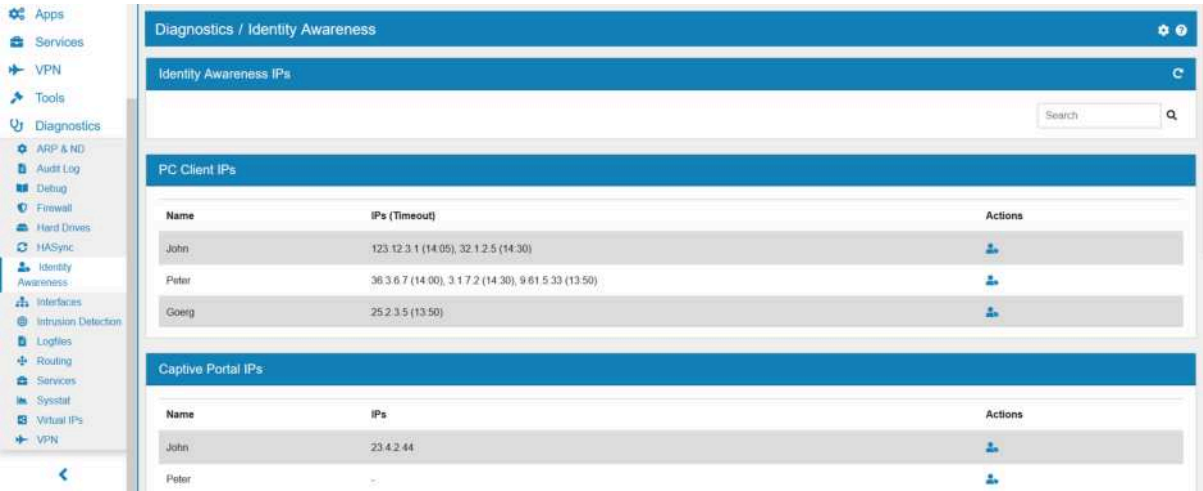 Apps
Services
VPN
Tools
Diagnostics
ARP & ND
Audit Log
Debug
Firewall
Hard Drives
HASync
Identity
Awareness
Interfaces
Intrusion Detection
Logfiles
Routing
Services
Sysstat
Virtual IPs
VPN
Diagnostics / Identity Awareness
Identity Awareness IPs
Search
PC Client IPs
Name IPs (Timeout) Actions
John 123.12.3.1 (14:05), 32.1.2.5 (14:30)
Peter 36.3.6.7 (14:00), 3.1.7.2 (14:30), 9.61.5.33 (13:50)
Goerg 25.2.3.5 (13:50)
Captive Portal IPs
Name IPs Actions
John 23.4.2.44
Peter -